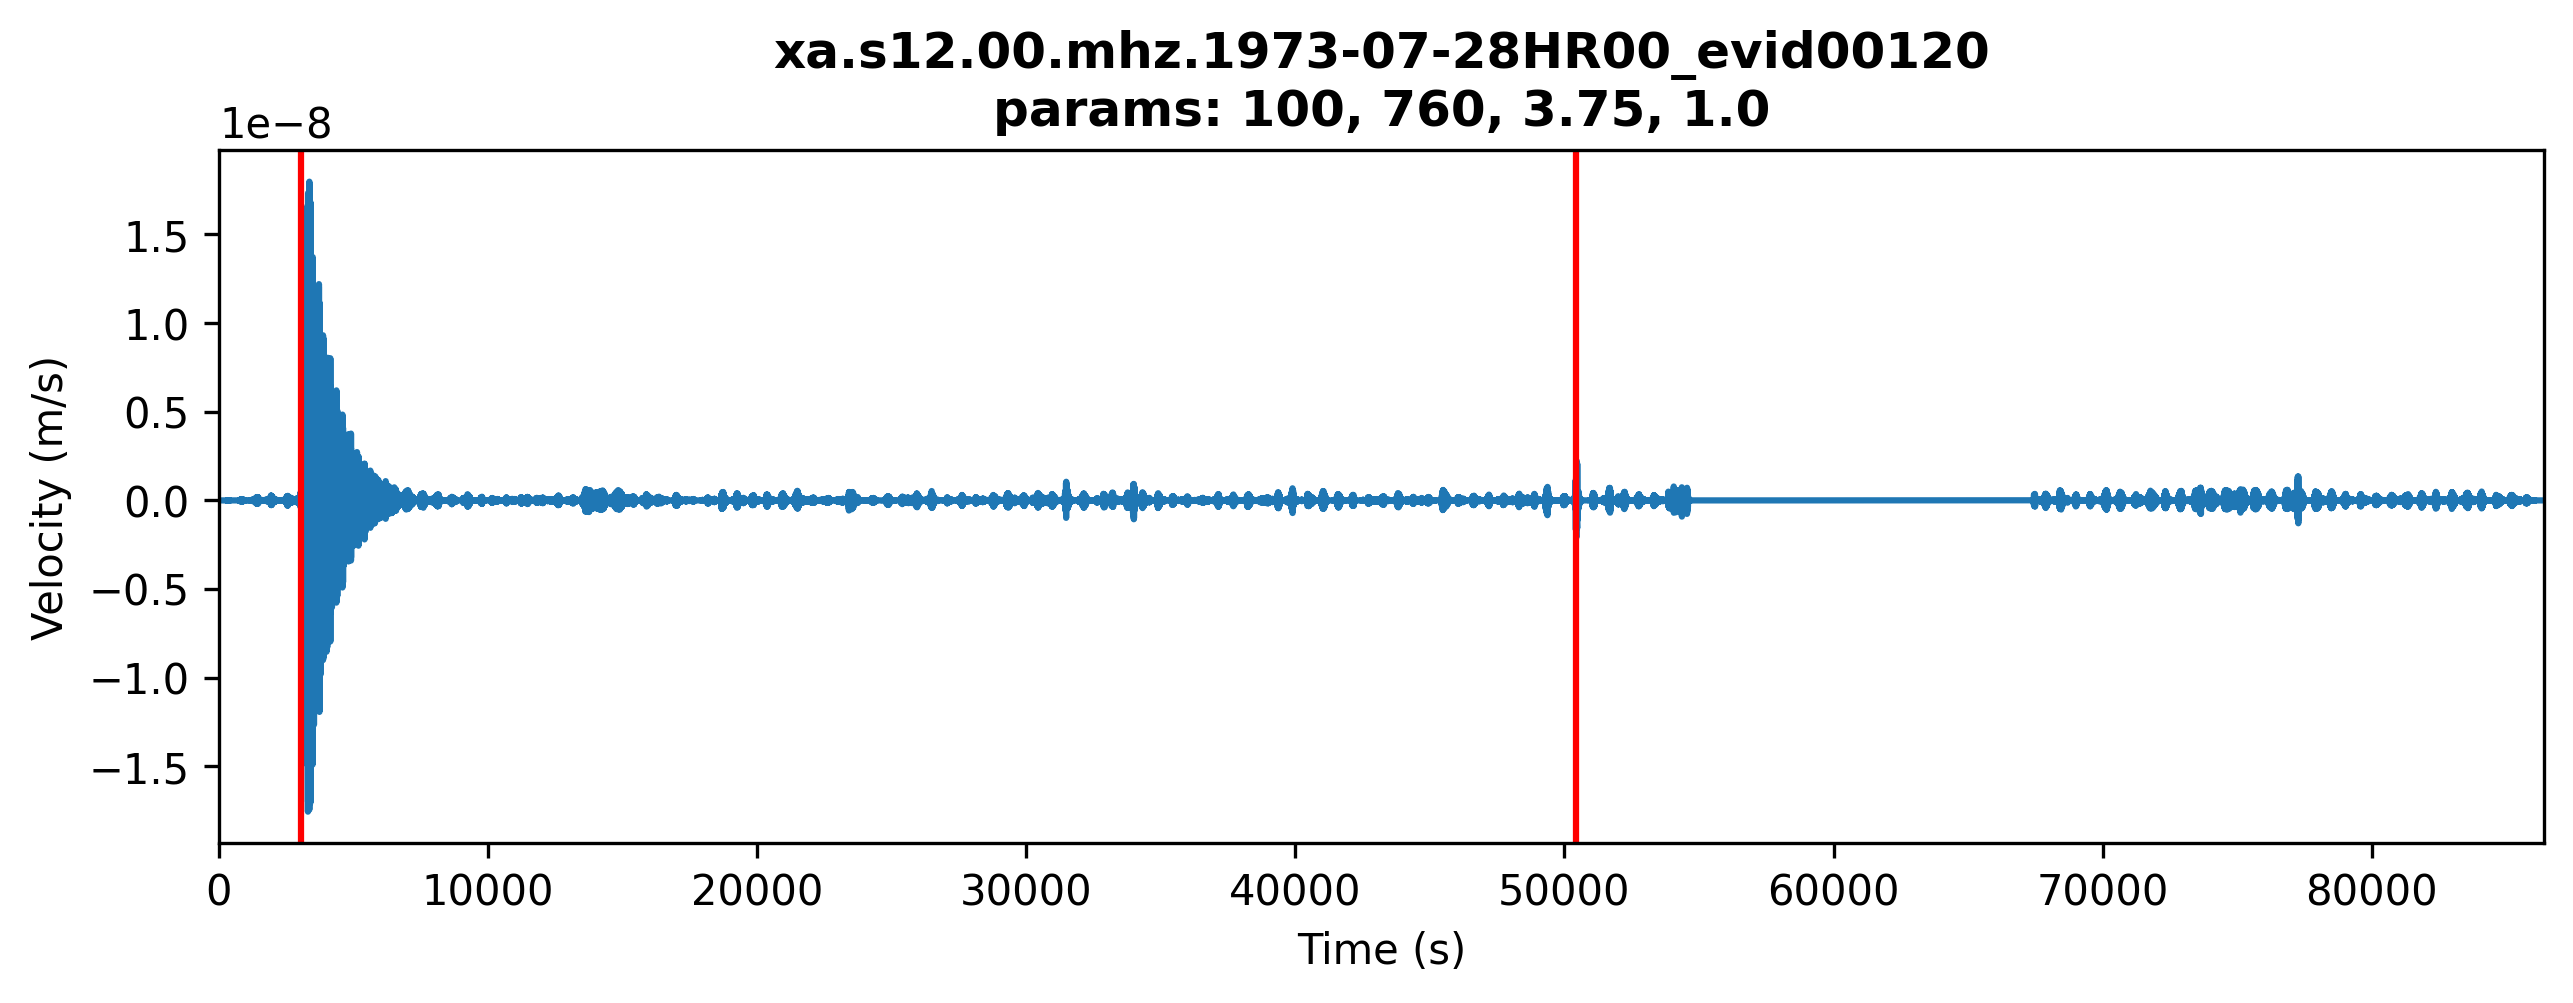 xa.s12.00.mhz.1973-07-28HR00_evid00120
params: 100, 760, 3.75, 1.0
1e−8
1.5
1.0
0.5
0.0
−0.5
−1.0
−1.5
Velocity (m/s)
0 10000 20000 30000 40000 50000 60000 70000 80000
Time (s)